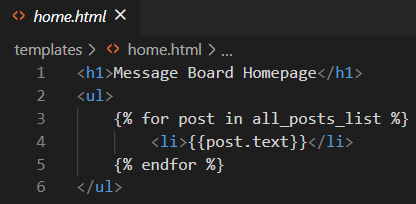 <> home.html ×
templates > <> home.html > ...
1 <h1>Message Board Homepage</h1>
2 <ul>
3     {% for post in all_posts_list %}
4         <li>{{post.text}}</li>
5     {% endfor %}
6 </ul>